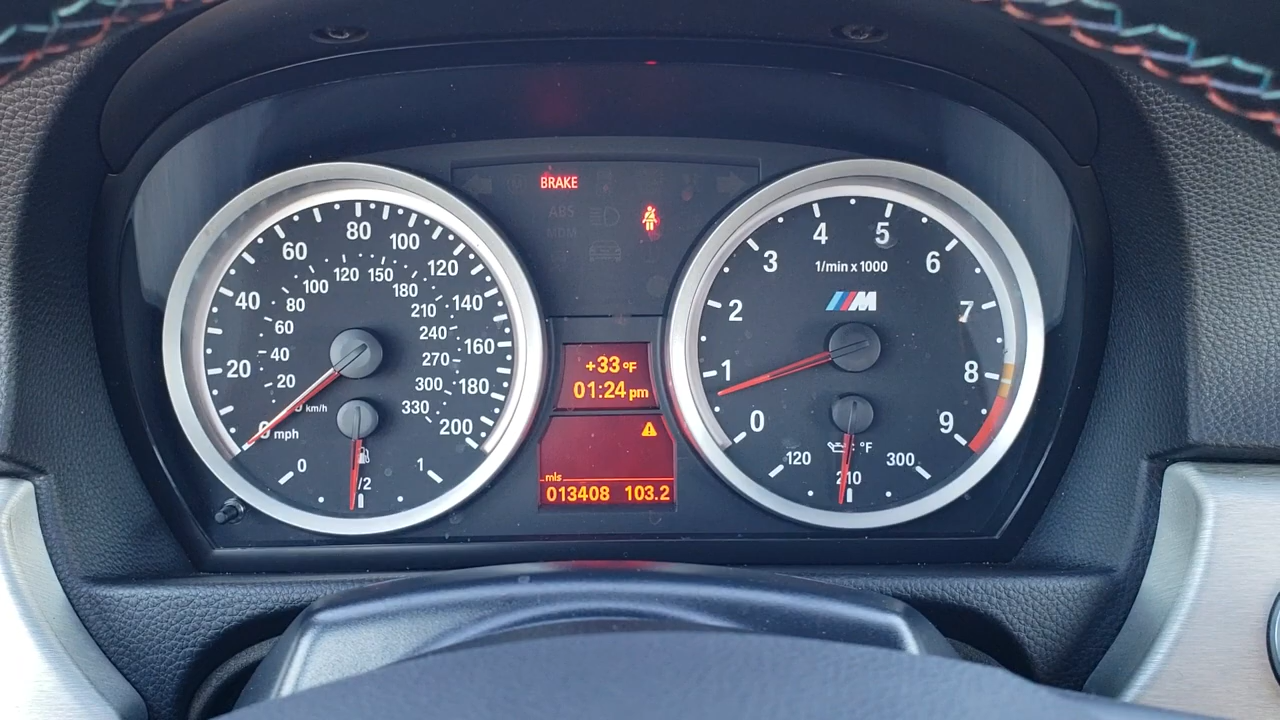 BRAKE
ABS
MDM
60 80 100
120
40
140
20
160
180
200
0 mph
20 40 60 80 100 120 150 180 210 240 270 300 330
km/h
0 /2 1
+33 °F
01:24 pm
mls
013408 103.2
0 1 2 3 4 5 6 7 8 9
1/min x 1000
M
°F
120 210 300